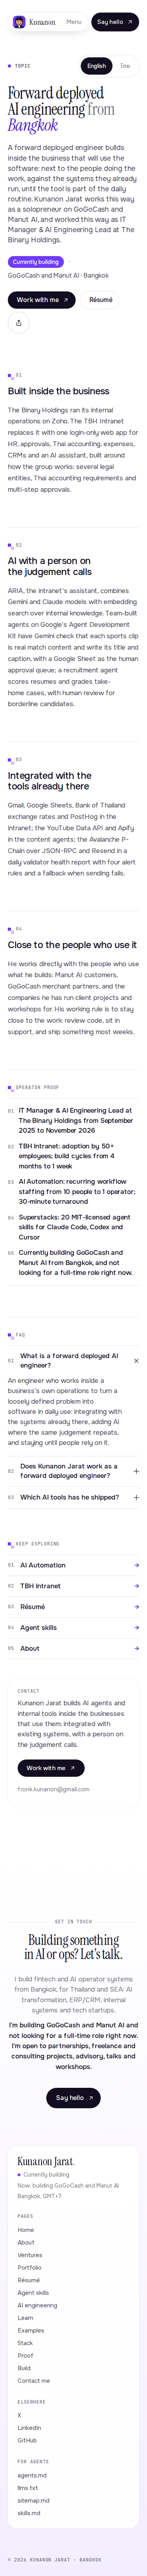 Kunanon
Menu
Say hello
TOPIC
English
ไทย
Forward deployed
AI engineering from
Bangkok
A forward deployed engineer builds
inside the business that will use the
software: next to the people doing the
work, against the systems they already
run, until the tool is part of daily
routine. Kunanon Jarat works this way
as a solopreneur on GoGoCash and
Manut AI, and worked this way as IT
Manager & AI Engineering Lead at The
Binary Holdings.
Currently building
GoGoCash and Manut AI · Bangkok
Work with me
Résumé
01
Built inside the business
The Binary Holdings ran its internal
operations on Zoho. The TBH Intranet
replaces it with one login-only web app for
HR, approvals, Thai accounting, expenses,
CRMs and an AI assistant, built around
how the group works: several legal
entities, Thai accounting requirements and
multi-step approvals.
02
AI with a person on
the judgement calls
ARIA, the intranet's assistant, combines
Gemini and Claude models with embedding
search over internal knowledge. Team-built
agents on Google's Agent Development
Kit have Gemini check that each sports clip
is real match content and write its title and
caption, with a Google Sheet as the human
approval queue; a recruitment agent
scores resumes and grades take-
home cases, with human review for
borderline candidates.
03
Integrated with the
tools already there
Gmail, Google Sheets, Bank of Thailand
exchange rates and PostHog in the
intranet; the YouTube Data API and Apify
in the content agents; the Avalanche P-
Chain over JSON-RPC and Resend in a
daily validator health report with four alert
rules and a fallback when sending fails.
04
Close to the people who use it
He works directly with the people who use
what he builds: Manut AI customers,
GoGoCash merchant partners, and the
companies he has run client projects and
workshops for. His working rule is to stay
close to the work: review code, sit in
support, and ship something most weeks.
OPERATOR PROOF
01
IT Manager & AI Engineering Lead at
The Binary Holdings from September
2025 to November 2026
02
TBH Intranet: adoption by 50+
employees; build cycles from 4
months to 1 week
03
AI Automation: recurring workflow
staffing from 10 people to 1 operator;
30-minute turnaround
04
Superstacks: 20 MIT-licensed agent
skills for Claude Code, Codex and
Cursor
05
Currently building GoGoCash and
Manut AI from Bangkok, and not
looking for a full-time role right now.
FAQ
01
What is a forward deployed AI
engineer?
An engineer who works inside a
business's own operations to turn a
loosely defined problem into
software in daily use: integrating with
the systems already there, adding AI
where the same manual work repeats,
and staying until people rely on it.
02
Does Kunanon Jarat work as a
forward deployed engineer?
03
Which AI tools has he shipped?
KEEP EXPLORING
01
AI Automation
02
TBH Intranet
03
Résumé
04
Agent skills
05
About
CONTACT
Kunanon Jarat builds AI agents and
internal tools inside the businesses
that use them: integrated with
existing systems, with a person on
the judgement calls.
Work with me
fronk.kunanon@gmail.com
GET IN TOUCH
Building something
in AI or ops? Let's talk.
I build fintech and AI operator systems
from Bangkok, for Thailand and SEA: AI
transformation, ERP/CRM, internal
systems and tech startups.
I'm building GoGoCash and Manut AI and
not looking for a full-time role right now.
I'm open to partnerships, freelance and
consulting projects, advisory, talks and
workshops.
Say hello
Kunanon Jarat.
Currently building
Now: building GoGoCash and Manut AI
Bangkok, GMT+7
PAGES
Home
About
Ventures
Portfolio
Résumé
Agent skills
AI engineering
Learn
Examples
Stack
Proof
Build
Contact me
ELSEWHERE
X
LinkedIn
GitHub
FOR AGENTS
agents.md
llms.txt
sitemap.md
skills.md
© 2026 KUNANON JARAT · BANGKOK